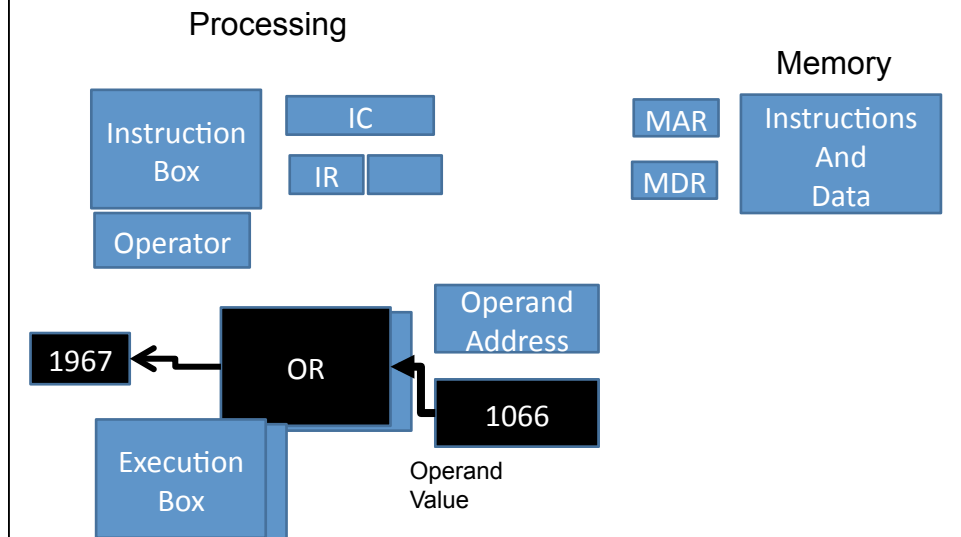 Processing
Memory
Instruction
Box
IC
IR
MAR
MDR
Instructions
And
Data
Operator
Operand
Address
1967
OR
1066
Execution
Box
Operand
Value